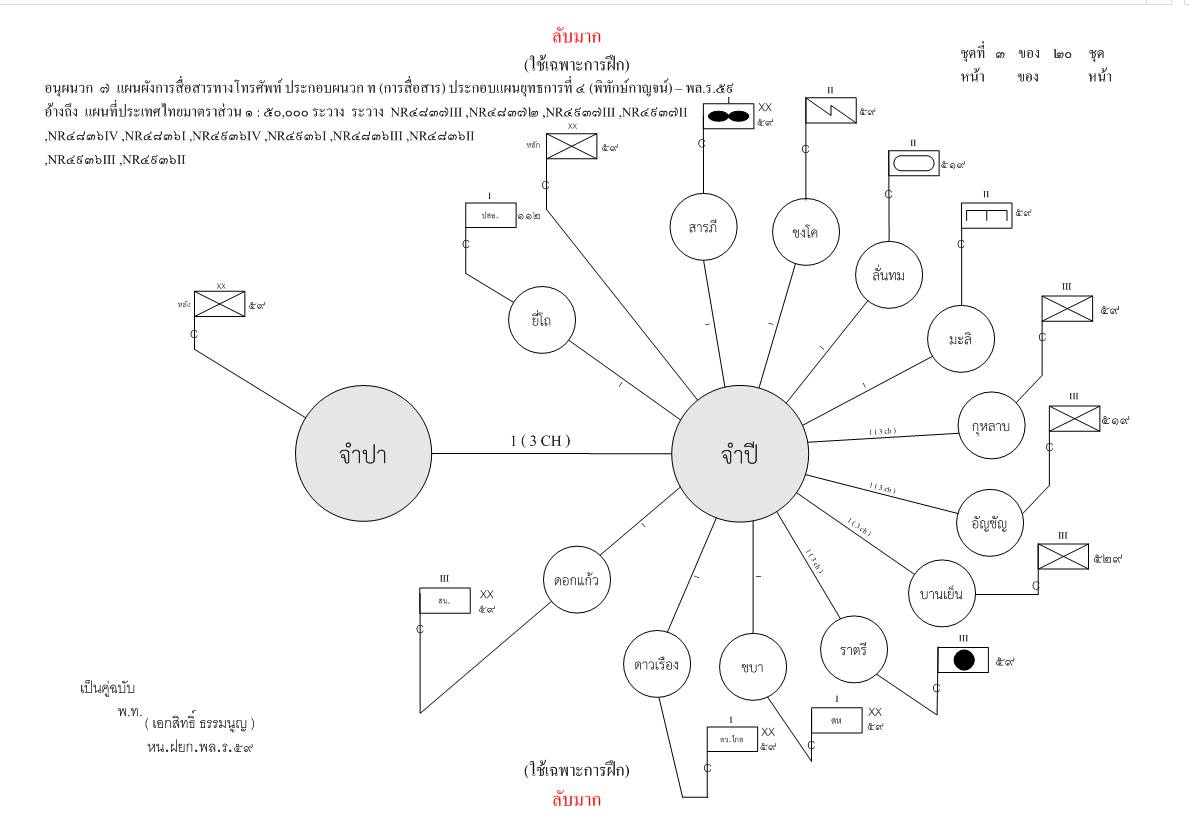 ลับมาก
(ใช้เฉพาะการฝึก)
ชุดที่ ๓ ของ ๒๐ ชุด
หน้า ของ หน้า
อนุผนวก ๗ แผนผังการสื่อสารทางโทรศัพท์ ประกอบผนวก ท (การสื่อสาร) ประกอบแผนยุทธการที่ ๔ (พิทักษ์กาญจน์) – พล.ร.๕๙
อ้างถึง แผนที่ประเทศไทยมาตราส่วน ๑ : ๕๐,๐๐๐ ระวาง ระวาง NR๔๘๓๗III ,NR๔๘๓๗๒ ,NR๔๙๓๗III ,NR๔๙๓๗II
,NR๔๘๓๖IV ,NR๔๘๓๖I ,NR๔๙๓๖IV ,NR๔๙๓๖I ,NR๔๘๓๖III ,NR๔๘๓๖II
,NR๔๙๓๖III ,NR๔๙๓๖II
I
XX
๕๙
C
II
๕๙
C
XX
หลัก
๕๙
C
II
๕๑๙
C
I
๑๑๒
C
II
๕๙
C
สารภี
ชงโค
ลั่นทม
XX
หลัง
๕๙
C
ยี่โถ
มะลิ
III
๕๙
C
I
I
I
I
I
กุหลาบ
1 ( 3 ch )
III
๕๑๙
C
จำปา
1 ( 3 CH )
จำปี
1 ( 3 ch )
อัญชัน
1 ( 3 ch )
III
๕๒๙
C
1 ( 3 ch )
I
I
I
ดอกแก้ว
บานเย็น
III
สน.
XX
๕๙
C
ดาวเรือง
ชบา
ราตรี
III
๕๙
C
I
สห
XX
๕๙
C
I
XX
๕๙
C
เป็นคู่ฉบับ
พ.ท.
( เอกสิทธิ์ ธรรมนูญ )
หน.ฝยก.พล.ร.๕๙
(ใช้เฉพาะการฝึก)
ลับมาก